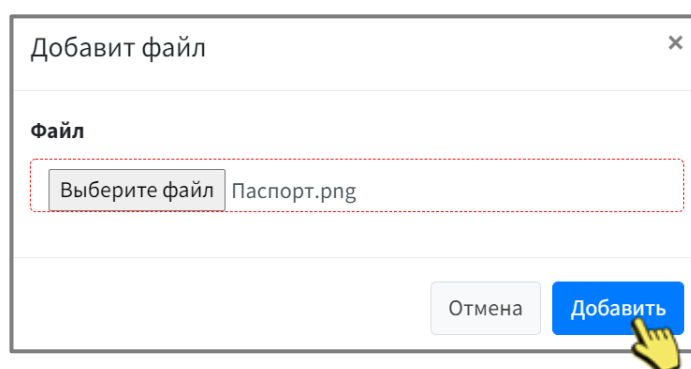 Добавит файл ×
Файл
Выберите файл Паспорт.png
Отмена Добавить